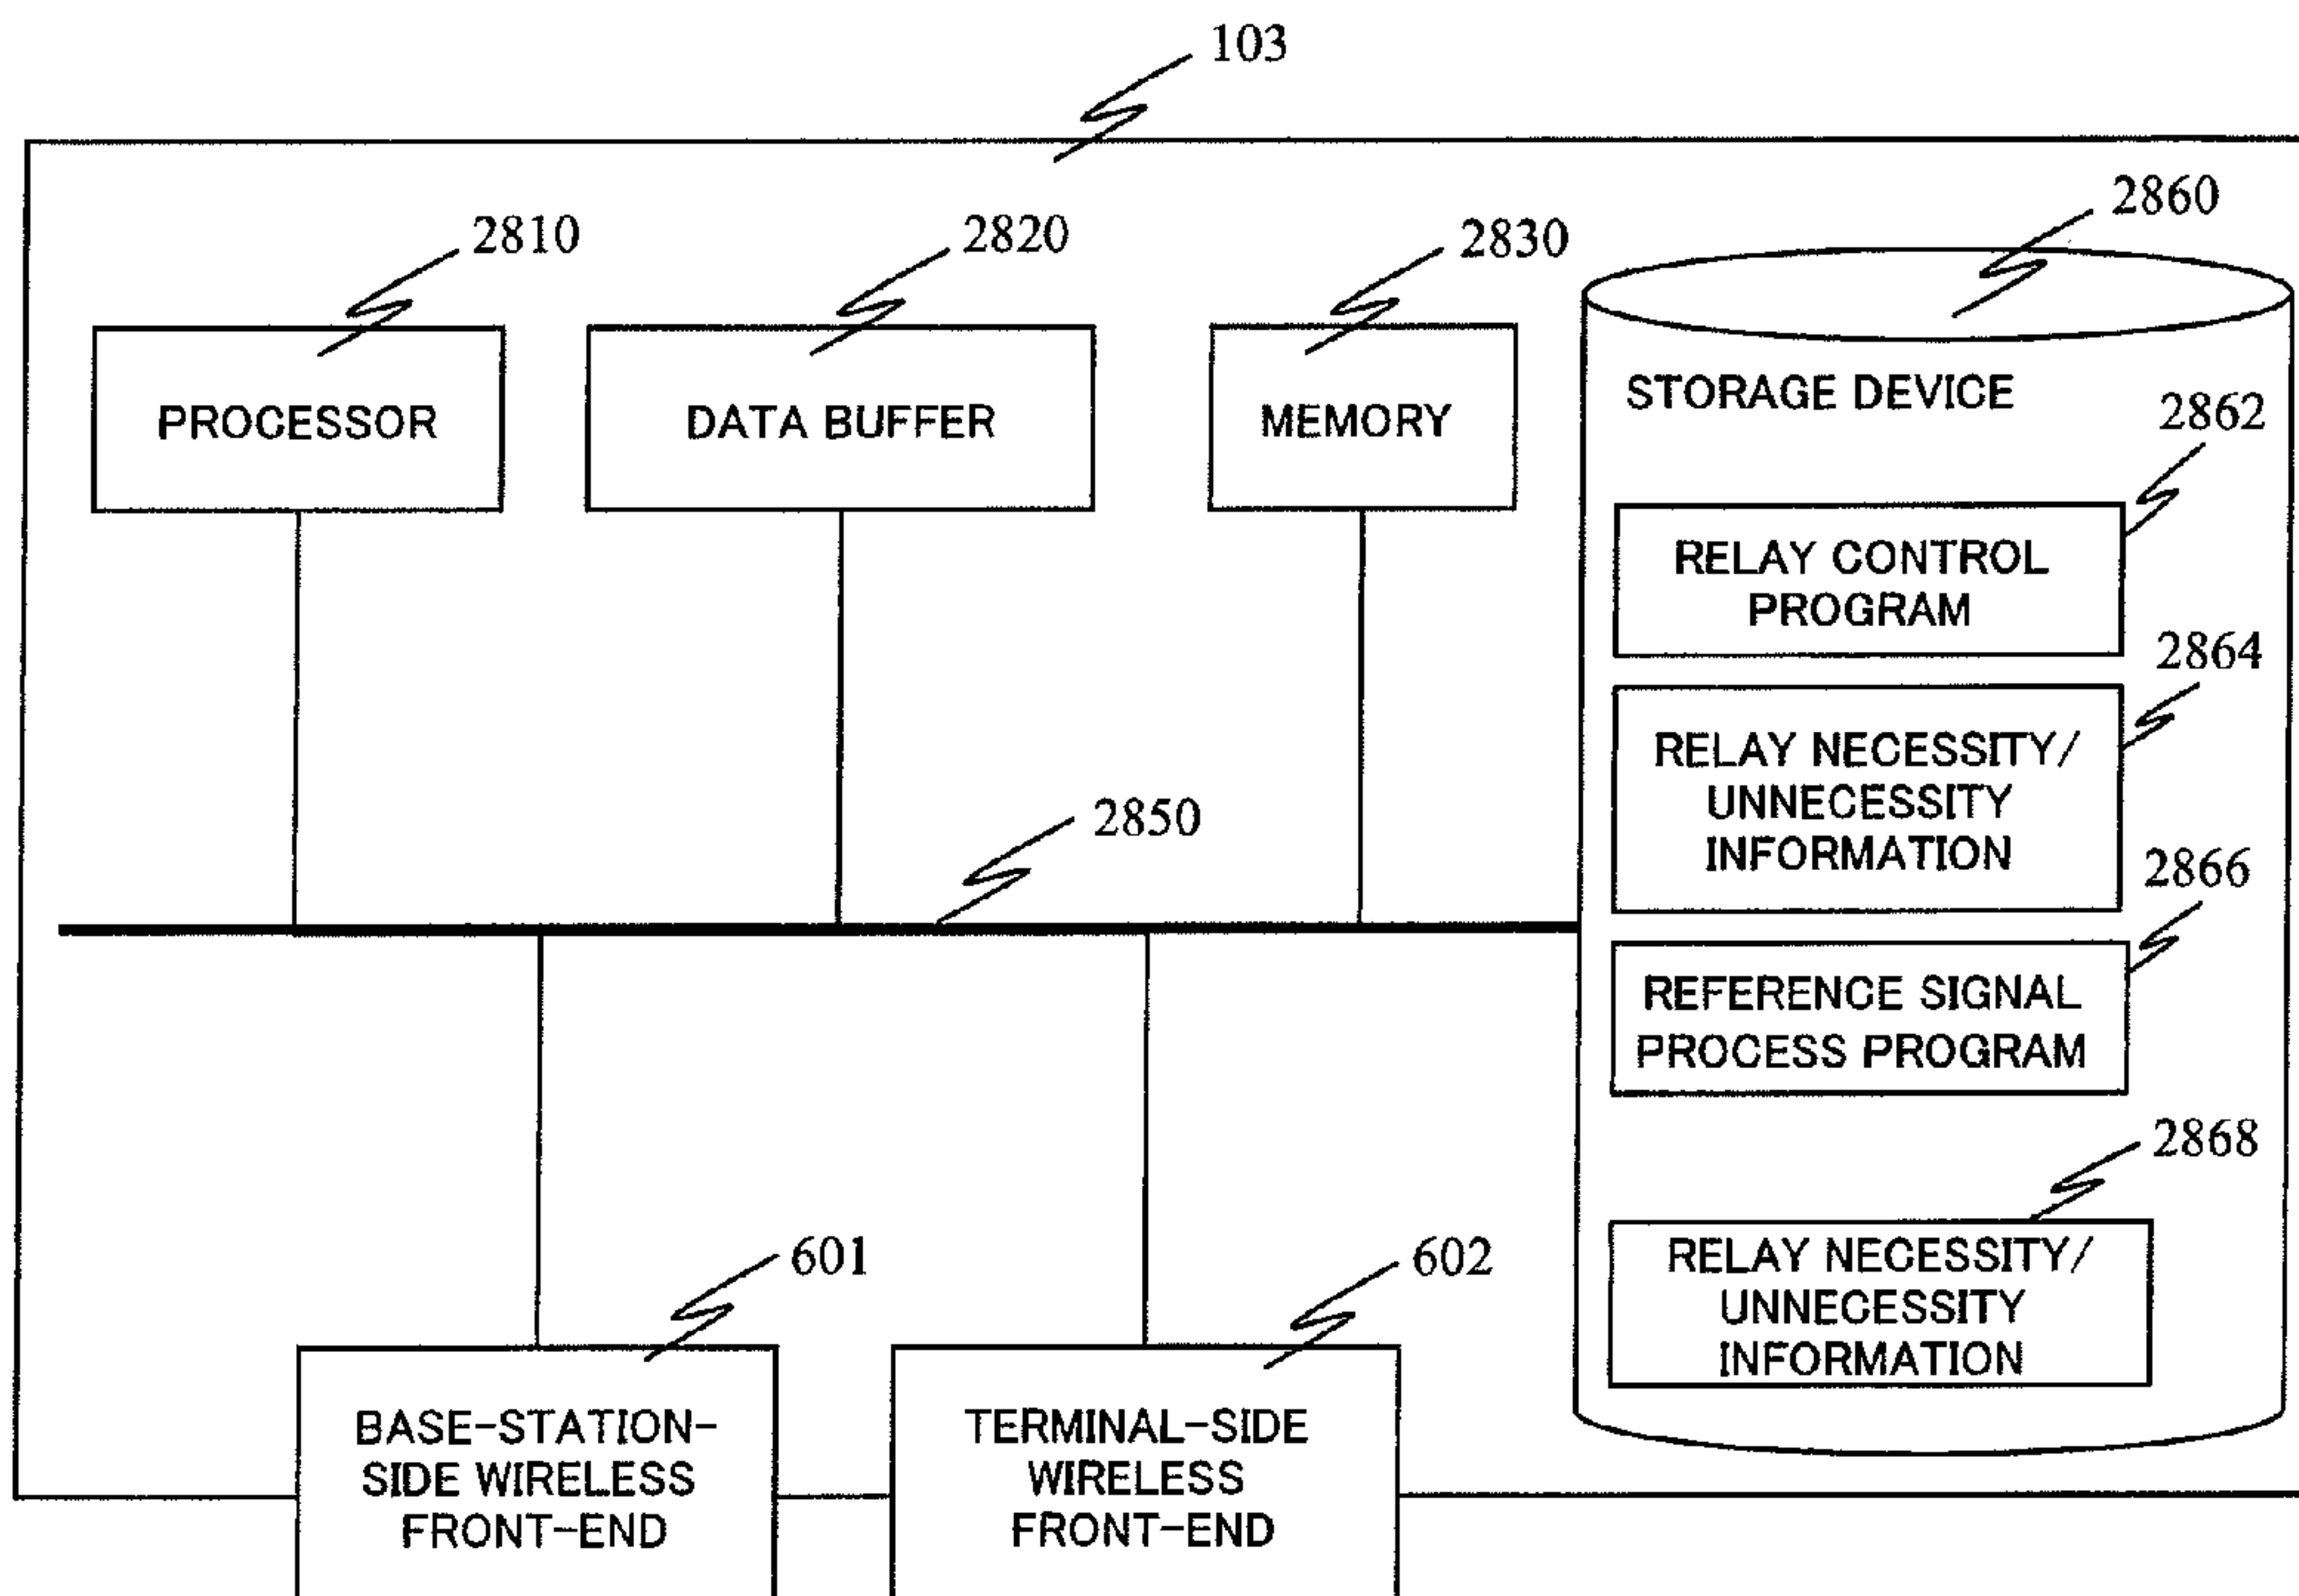 103
2810
2820
2830
2860
PROCESSOR
DATA BUFFER
MEMORY
STORAGE DEVICE
2862
RELAY CONTROL
PROGRAM
2864
RELAY NECESSITY/
UNNECESSITY
INFORMATION
2850
2866
REFERENCE SIGNAL
PROCESS PROGRAM
2868
RELAY NECESSITY/
UNNECESSITY
INFORMATION
601
602
BASE-STATION-
SIDE WIRELESS
FRONT-END
TERMINAL-SIDE
WIRELESS
FRONT-END